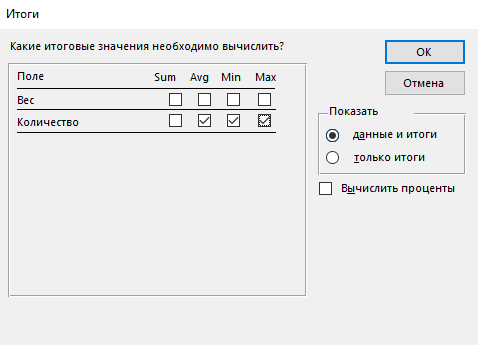 Итоги
Какие итоговые значения необходимо вычислить?
OK
Отмена
Поле Sum Avg Min Max
Вес
Количество
Показать
данные и итоги
только итоги
Вычислить проценты